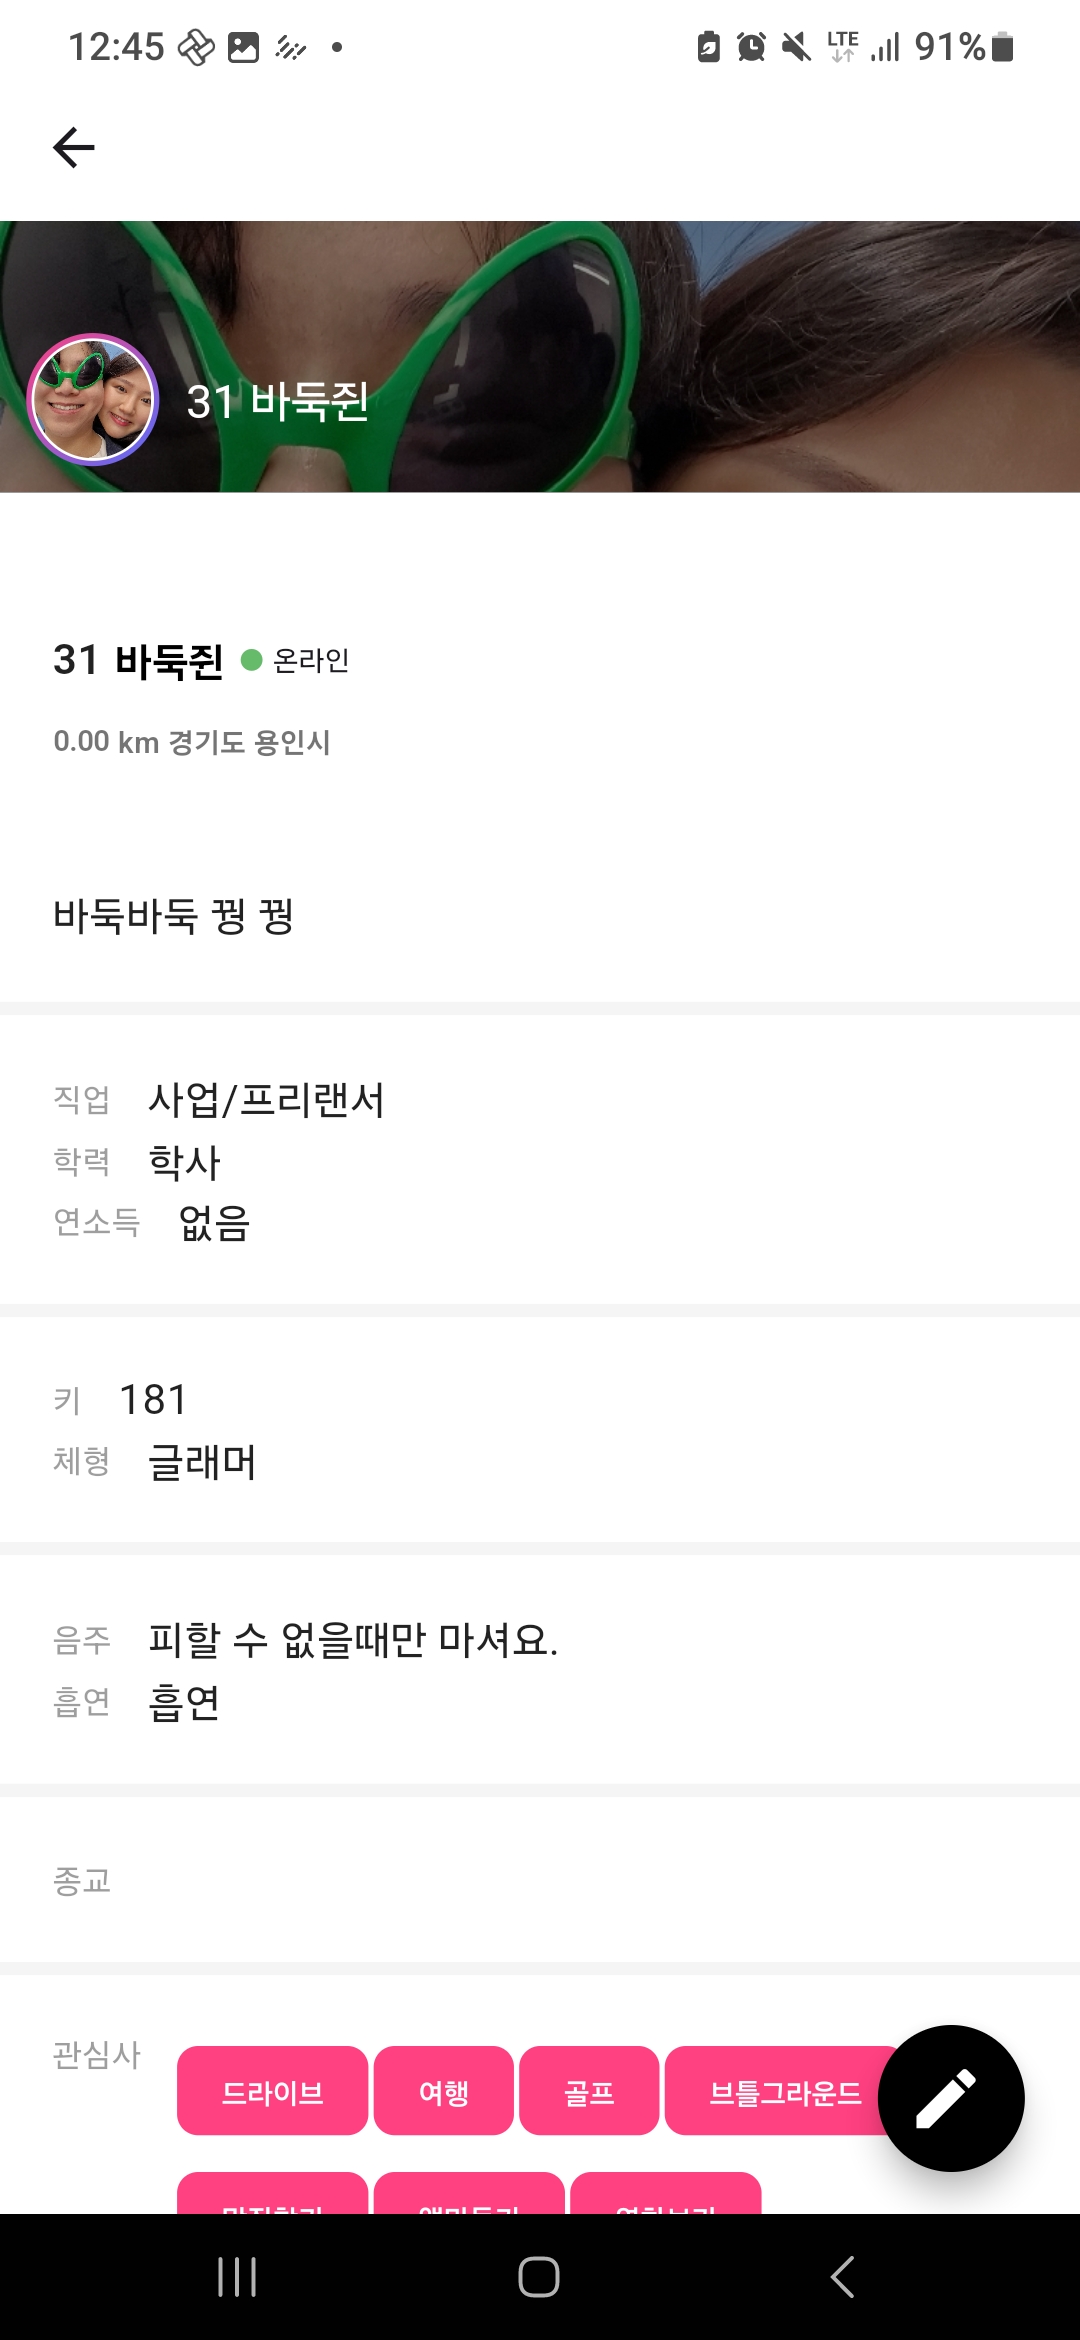 12:45 LTE 91%
31 바둑쥔
31 바둑쥔 온라인
0.00 km 경기도 용인시
바둑바둑 꿩 꿩
직업 사업/프리랜서
학력 학사
연소득 없음
키 181
체형 글래머
음주 피할 수 없을때만 마셔요.
흡연 흡연
종교
관심사 드라이브 여행 골프 브틀그라운드